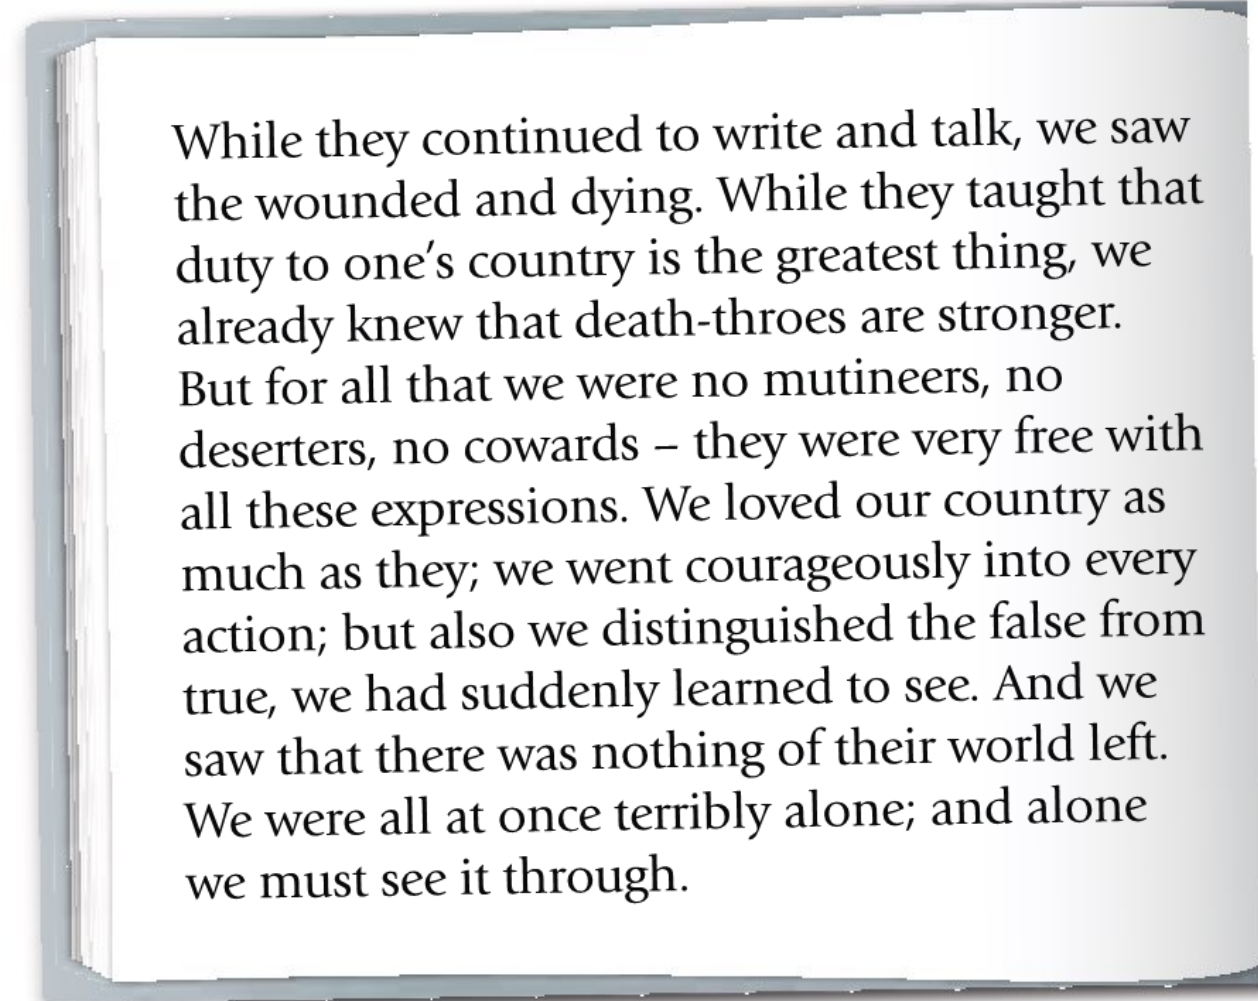 While they continued to write and talk, we saw
the wounded and dying. While they taught that
duty to one’s country is the greatest thing, we
already knew that death-throes are stronger.
But for all that we were no mutineers, no
deserters, no cowards – they were very free with
all these expressions. We loved our country as
much as they; we went courageously into every
action; but also we distinguished the false from
true, we had suddenly learned to see. And we
saw that there was nothing of their world left.
We were all at once terribly alone; and alone
we must see it through.